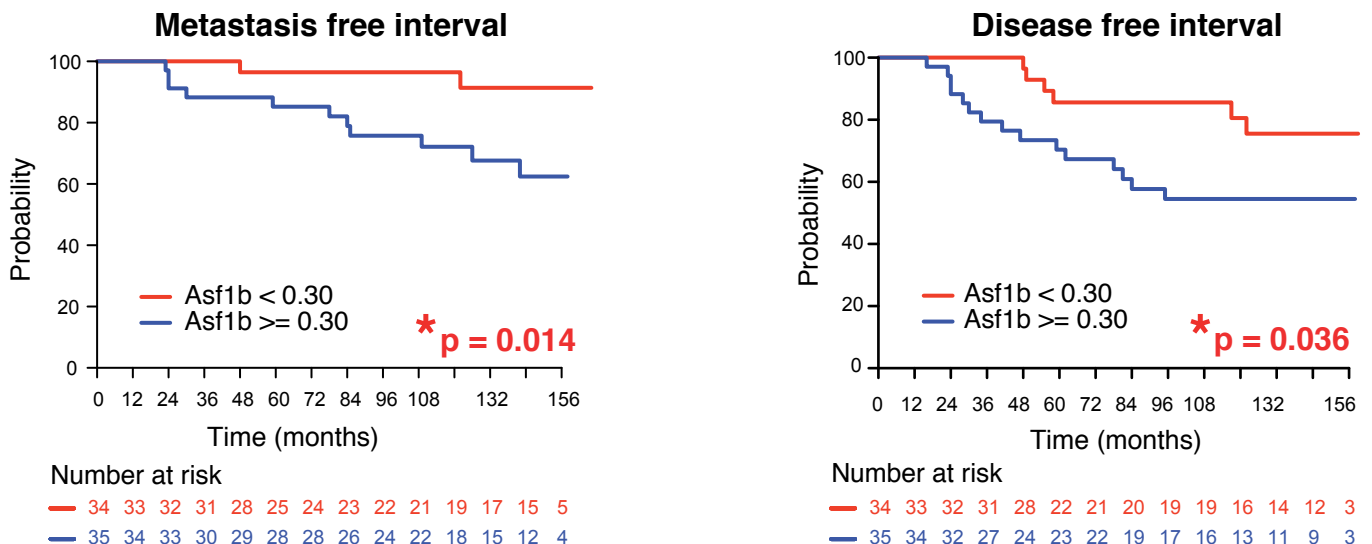 Metastasis free interval
100
80
60
40
20
0
Probability
Asf1b < 0.30
Asf1b >= 0.30
* p = 0.014
0 12 24 36 48 60 72 84 96 108 132 156
Time (months)
Number at risk
34 33 32 31 28 25 24 23 22 21 19 17 15 5
35 34 33 30 29 28 28 26 24 22 18 15 12 4
Disease free interval
100
80
60
40
20
0
Probability
Asf1b < 0.30
Asf1b >= 0.30
* p = 0.036
0 12 24 36 48 60 72 84 96 108 132 156
Time (months)
Number at risk
34 33 32 31 28 22 21 20 19 19 16 14 12 3
35 34 32 27 24 23 22 19 17 16 13 11 9 3